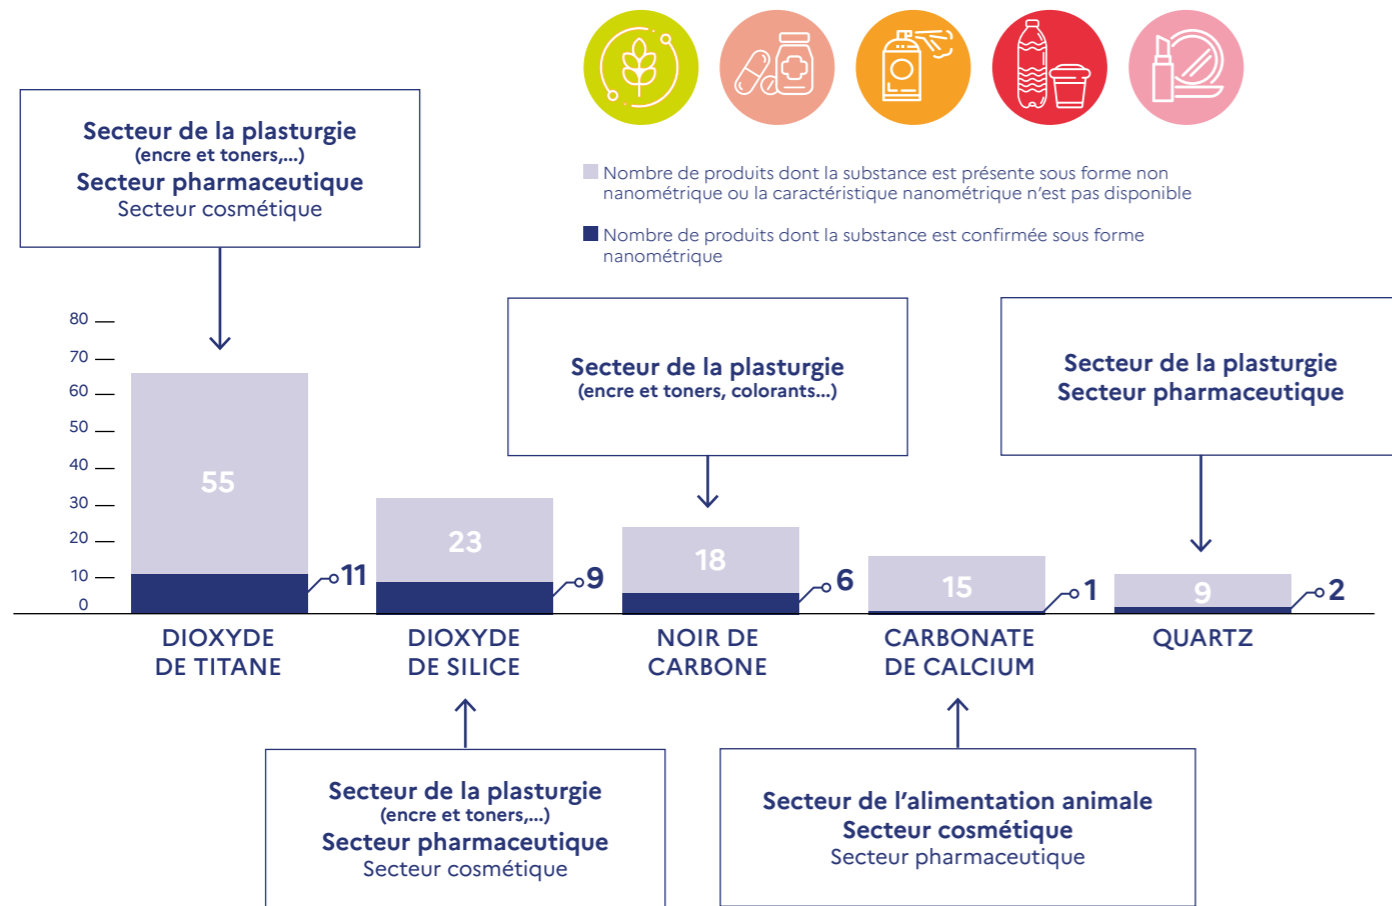 Nombre de produits dont la substance est présente sous forme non
nanométrique ou la caractéristique nanométrique n'est pas disponible
Nombre de produits dont la substance est confirmée sous forme
nanométrique
Secteur de la plasturgie
(encre et toners,...)
Secteur pharmaceutique
Secteur cosmétique
Secteur de la plasturgie
(encre et toners, colorants...)
Secteur de la plasturgie
Secteur pharmaceutique
80
70
60
50
40
30
20
10
0
55
11
23
9
18
6
15
1
9
2
DIOXYDE
DE TITANE
DIOXYDE
DE SILICE
NOIR DE
CARBONE
CARBONATE
DE CALCIUM
QUARTZ
Secteur de la plasturgie
(encre et toners,...)
Secteur pharmaceutique
Secteur cosmétique
Secteur de l'alimentation animale
Secteur cosmétique
Secteur pharmaceutique